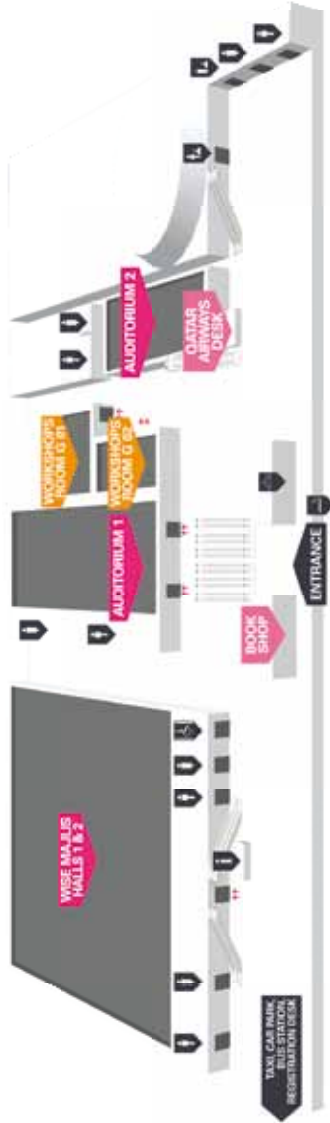 AUDITORIUM 2
QATAR
AIRWAYS
DESK
WORKSHOPS
ROOM G 01
WORKSHOPS
ROOM G 02
AUDITORIUM 1
ENTRANCE
BOOK
SHOP
WISE MAJLIS
HALLS 1 & 2
TAXI, CAR PARK,
BUS STATION,
REGISTRATION DESK